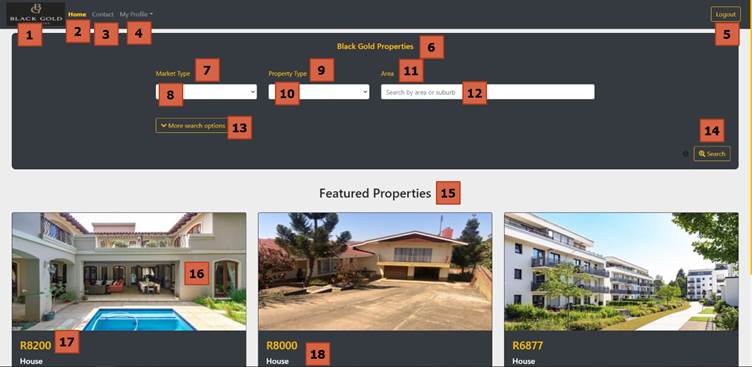 BLACK GOLD
Home Contact My Profile Logout
1 2 3 4 5
Black Gold Properties 6
Market Type 7 Property Type 9 Area 11
8 10 Search by area or suburb 12
More search options 13
14
Search
Featured Properties 15
16
R8200 17 R8000 R6877
House House 18 House